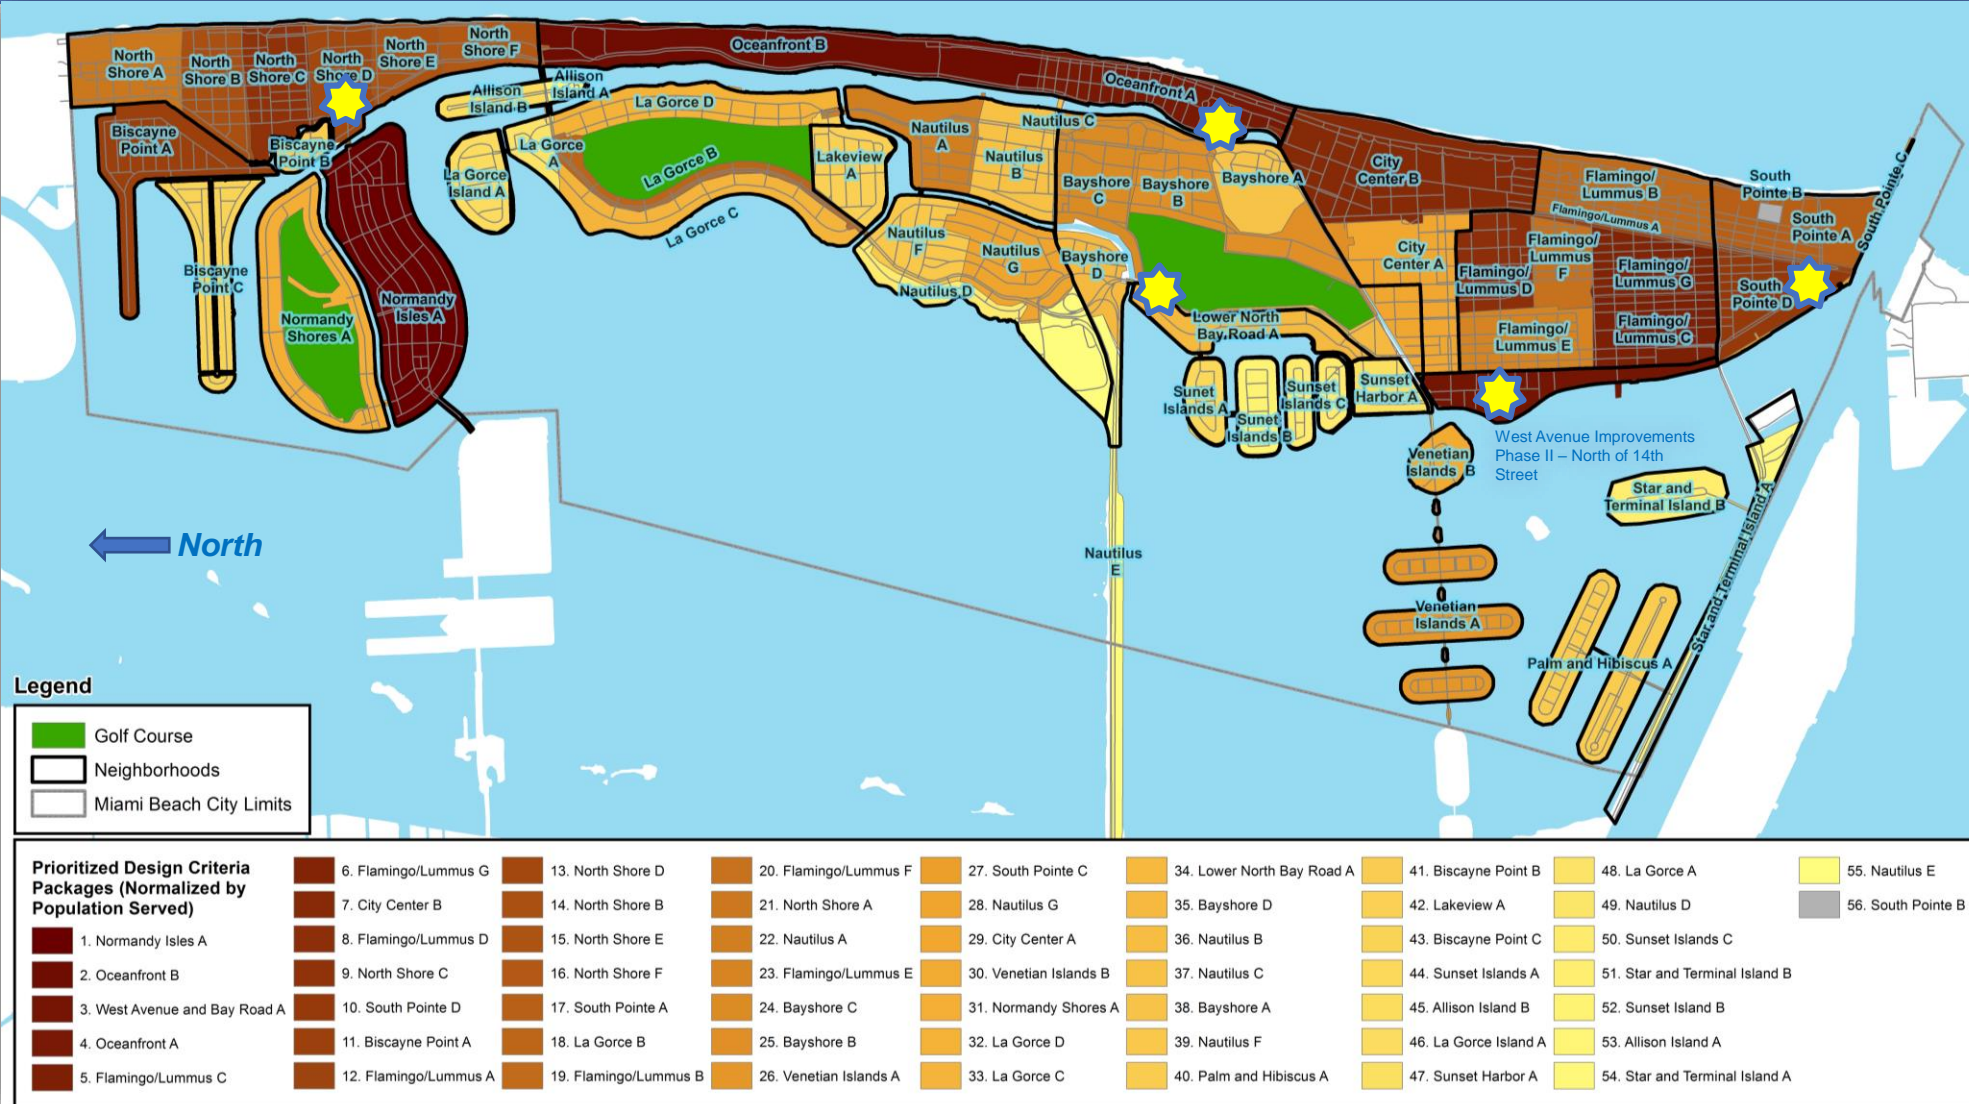 North
Shore A
North
Shore B
North
Shore C
North
Shore D
North
Shore E
North
Shore F
Oceanfront B
Oceanfront A
Allison
Island A
Allison
Island B
Biscayne
Point A
Biscayne
Point B
Biscayne
Point C
Normandy
Isles A
Normandy
Shores A
La Gorce
Island A
La Gorce
A
La Gorce D
La Gorce B
La Gorce C
Lakeview
A
Nautilus
A
Nautilus C
Nautilus
B
Nautilus
F
Nautilus
G
Nautilus D
Nautilus
E
Bayshore
C
Bayshore
B
Bayshore A
Bayshore
D
Lower North
Bay Road A
Sunet
Islands A
Sunet
Islands B
Sunset
Islands C
Sunset
Harbor A
City
Center B
City
Center A
Flamingo/
Lummus B
Flamingo/Lummus A
Flamingo/
Lummus D
Flamingo/
Lummus
F
Flamingo/
Lummus G
Flamingo/
Lummus E
Flamingo/
Lummus C
South
Pointe B
South
Pointe A
South Pointe C
South
Pointe D
West Avenue Improvements
Phase II – North of 14th
Street
Venetian
Islands B
Venetian
Islands A
Star and
Terminal Island B
Star and Terminal Island A
Palm and Hibiscus A
North
Legend
Golf Course
Neighborhoods
Miami Beach City Limits
Prioritized Design Criteria
Packages (Normalized by
Population Served)
1. Normandy Isles A
2. Oceanfront B
3. West Avenue and Bay Road A
4. Oceanfront A
5. Flamingo/Lummus C
6. Flamingo/Lummus G
7. City Center B
8. Flamingo/Lummus D
9. North Shore C
10. South Pointe D
11. Biscayne Point A
12. Flamingo/Lummus A
13. North Shore D
14. North Shore B
15. North Shore E
16. North Shore F
17. South Pointe A
18. La Gorce B
19. Flamingo/Lummus B
20. Flamingo/Lummus F
21. North Shore A
22. Nautilus A
23. Flamingo/Lummus E
24. Bayshore C
25. Bayshore B
26. Venetian Islands A
27. South Pointe C
28. Nautilus G
29. City Center A
30. Venetian Islands B
31. Normandy Shores A
32. La Gorce D
33. La Gorce C
34. Lower North Bay Road A
35. Bayshore D
36. Nautilus B
37. Nautilus C
38. Bayshore A
39. Nautilus F
40. Palm and Hibiscus A
41. Biscayne Point B
42. Lakeview A
43. Biscayne Point C
44. Sunset Islands A
45. Allison Island B
46. La Gorce Island A
47. Sunset Harbor A
48. La Gorce A
49. Nautilus D
50. Sunset Islands C
51. Star and Terminal Island B
52. Sunset Island B
53. Allison Island A
54. Star and Terminal Island A
55. Nautilus E
56. South Pointe B